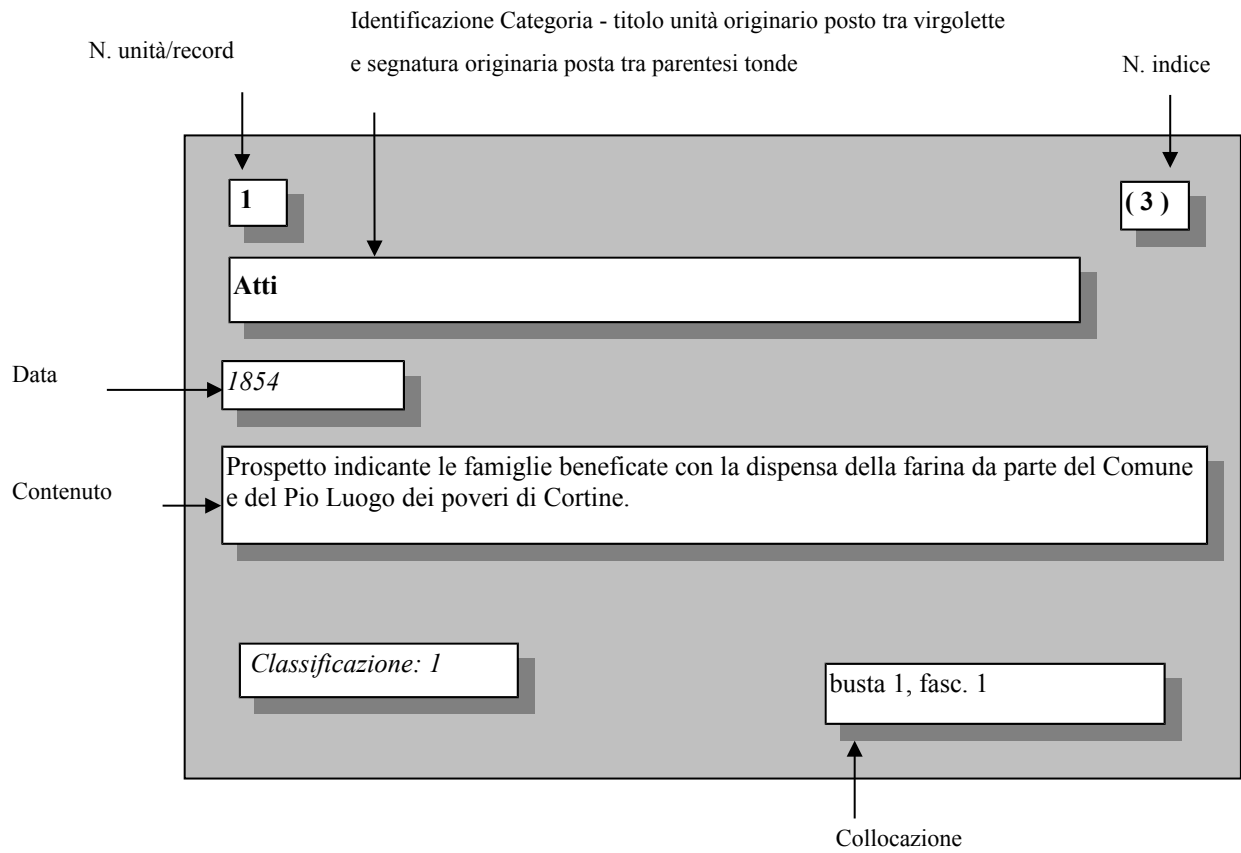 Identificazione Categoria - titolo unità originario posto tra virgolette
N. unità/record
e segnatura originaria posta tra parentesi tonde
N. indice
1
( 3 )
Atti
Data
1854
Contenuto
Prospetto indicante le famiglie beneficate con la dispensa della farina da parte del Comune
e del Pio Luogo dei poveri di Cortine.
Classificazione: 1
busta 1, fasc. 1
Collocazione